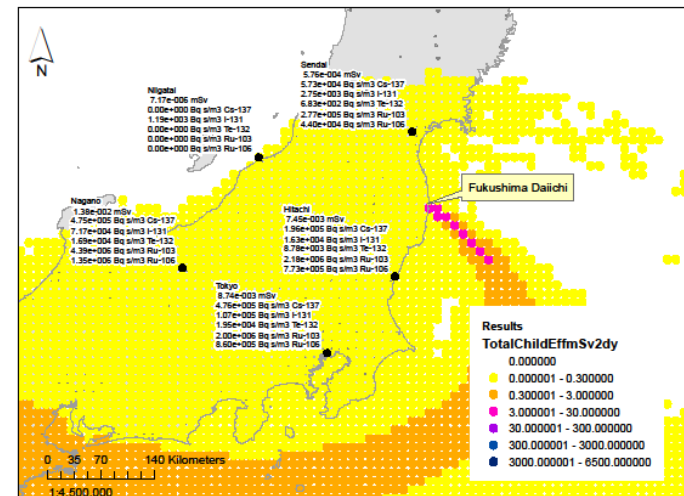 N
Sendai
5.76e-004 mSv
5.73e+004 Bq s/m3 Cs-137
2.75e+003 Bq s/m3 I-131
6.83e+002 Bq s/m3 Te-132
2.77e+005 Bq s/m3 Ru-103
4.40e+004 Bq s/m3 Ru-106
Niigatai
7.17e-006 mSv
0.00e+000 Bq s/m3 Cs-137
1.19e+003 Bq s/m3 I-131
0.00e+000 Bq s/m3 Te-132
0.00e+000 Bq s/m3 Ru-103
0.00e+000 Bq s/m3 Ru-106
Fukushima Daiichi
Nagano
1.38e-002 mSv
4.75e+005 Bq s/m3 Cs-137
7.17e+004 Bq s/m3 I-131
1.69e+004 Bq s/m3 Te-132
4.39e+006 Bq s/m3 Ru-103
1.35e+006 Bq s/m3 Ru-106
Hitachi
7.45e-003 mSv
1.96e+005 Bq s/m3 Cs-137
1.63e+004 Bq s/m3 I-131
8.78e+003 Bq s/m3 Te-132
2.18e+006 Bq s/m3 Ru-103
7.73e+005 Bq s/m3 Ru-106
Tokyo
8.74e-003 mSv
4.76e+005 Bq s/m3 Cs-137
1.07e+005 Bq s/m3 I-131
1.95e+004 Bq s/m3 Te-132
2.00e+006 Bq s/m3 Ru-103
8.60e+005 Bq s/m3 Ru-106
Results
TotalChildEffmSv2dy
0.000000
0.000001 - 0.300000
0.300001 - 3.000000
3.000001 - 30.000000
30.000001 - 300.000000
300.000001 - 3000.000000
3000.000001 - 6500.000000
0 35 70 140 Kilometers
1:4,500,000